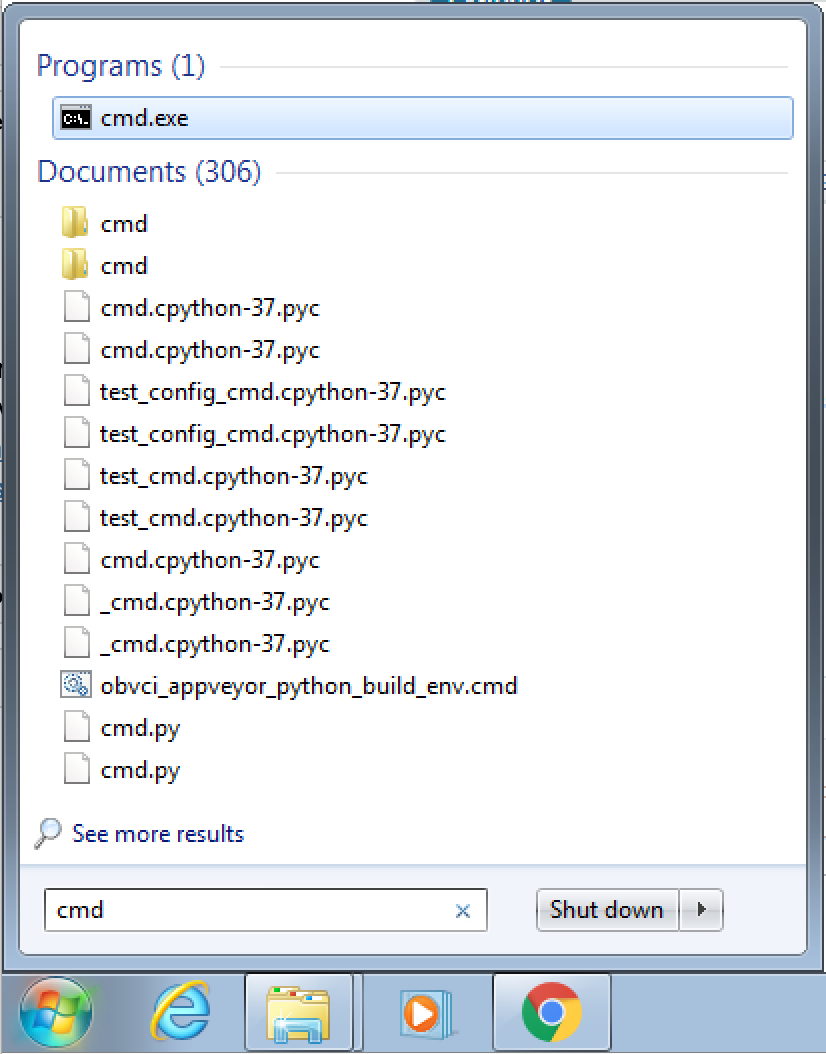 Programs (1)
cmd.exe
Documents (306)
cmd
cmd
cmd.cpython-37.pyc
cmd.cpython-37.pyc
test_config_cmd.cpython-37.pyc
test_config_cmd.cpython-37.pyc
test_cmd.cpython-37.pyc
test_cmd.cpython-37.pyc
cmd.cpython-37.pyc
_cmd.cpython-37.pyc
_cmd.cpython-37.pyc
obvci_appveyor_python_build_env.cmd
cmd.py
cmd.py
See more results
cmd Shut down